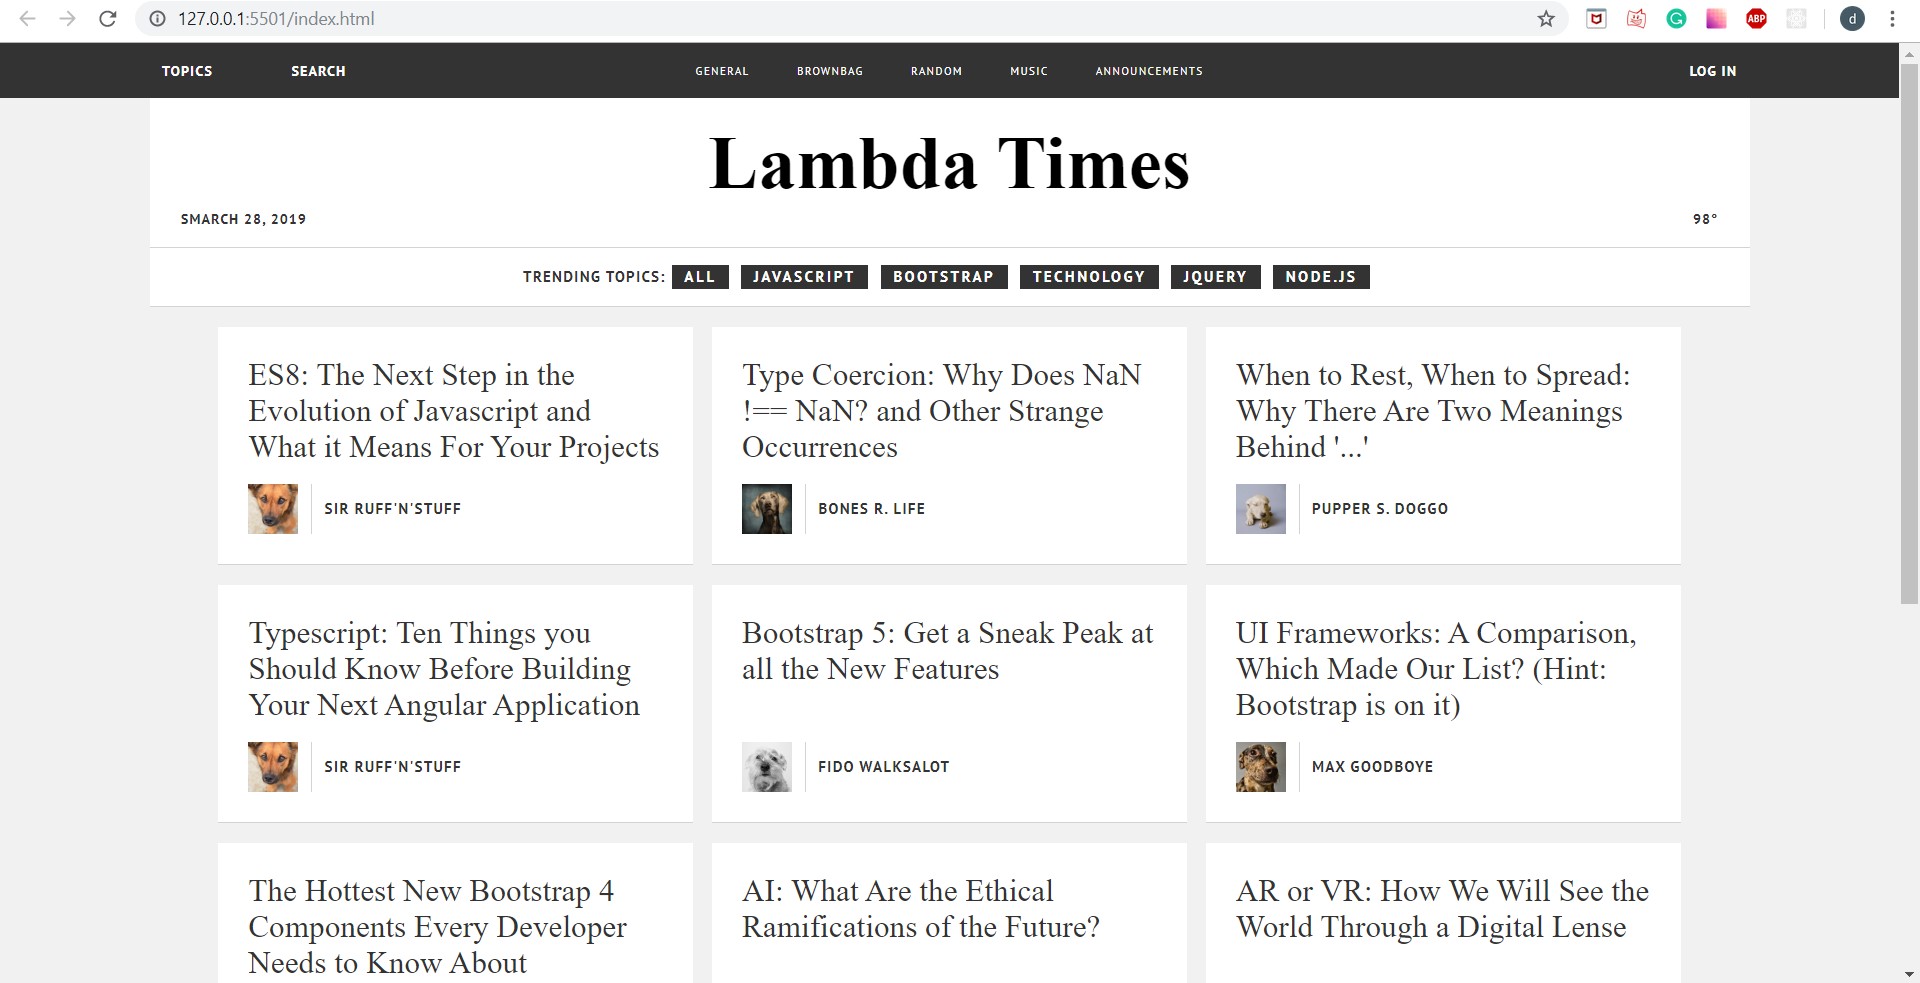 127.0.0.1:5501/index.html
ABP
d
TOPICS SEARCH GENERAL BROWNBAG RANDOM MUSIC ANNOUNCEMENTS LOG IN
Lambda Times
SMARCH 28, 2019 98°
TRENDING TOPICS: ALL JAVASCRIPT BOOTSTRAP TECHNOLOGY JQUERY NODE.JS
ES8: The Next Step in the
Evolution of Javascript and
What it Means For Your Projects
SIR RUFF'N'STUFF
Type Coercion: Why Does NaN
!== NaN? and Other Strange
Occurrences
BONES R. LIFE
When to Rest, When to Spread:
Why There Are Two Meanings
Behind '...'
PUPPER S. DOGGO
Typescript: Ten Things you
Should Know Before Building
Your Next Angular Application
SIR RUFF'N'STUFF
Bootstrap 5: Get a Sneak Peak at
all the New Features
FIDO WALKSALOT
UI Frameworks: A Comparison,
Which Made Our List? (Hint:
Bootstrap is on it)
MAX GOODBOYE
The Hottest New Bootstrap 4
Components Every Developer
Needs to Know About
AI: What Are the Ethical
Ramifications of the Future?
AR or VR: How We Will See the
World Through a Digital Lense